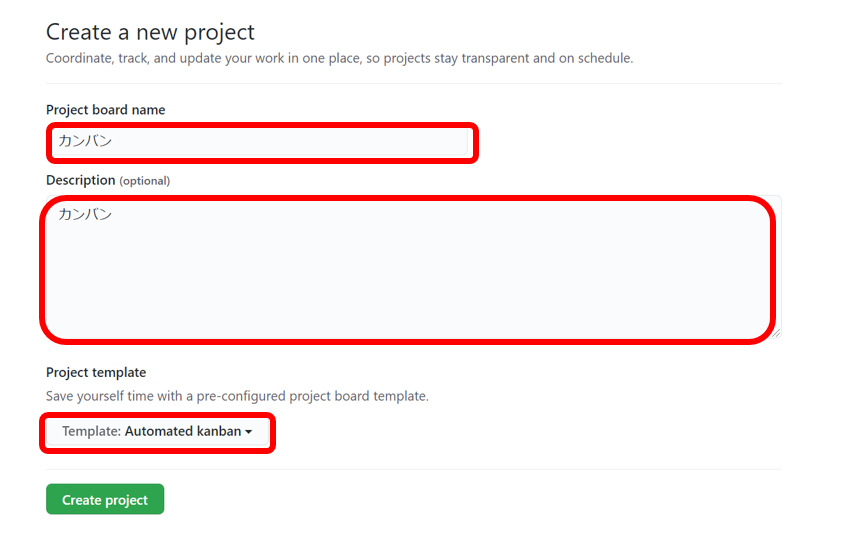 Create a new project
Coordinate, track, and update your work in one place, so projects stay transparent and on schedule.
Project board name
カンバン
Description (optional)
カンバン
Project template
Save yourself time with a pre-configured project board template.
Template: Automated kanban
Create project